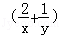 (2/x + 1/y)